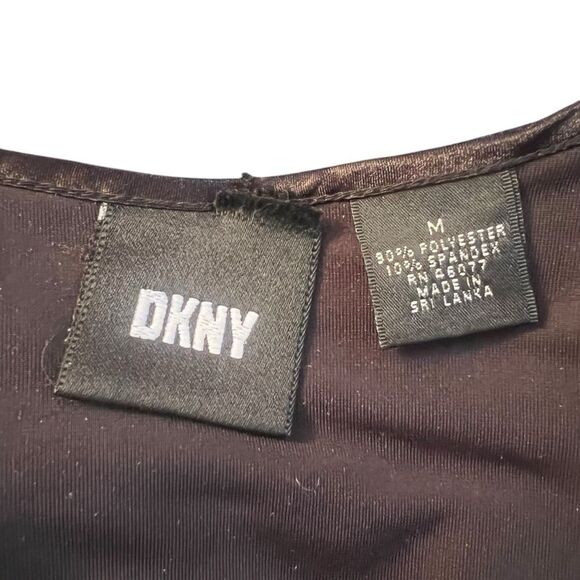 DKNY
M
90% POLYESTER
10% SPANDEX
RN 46077
MADE IN
SRI LANKA